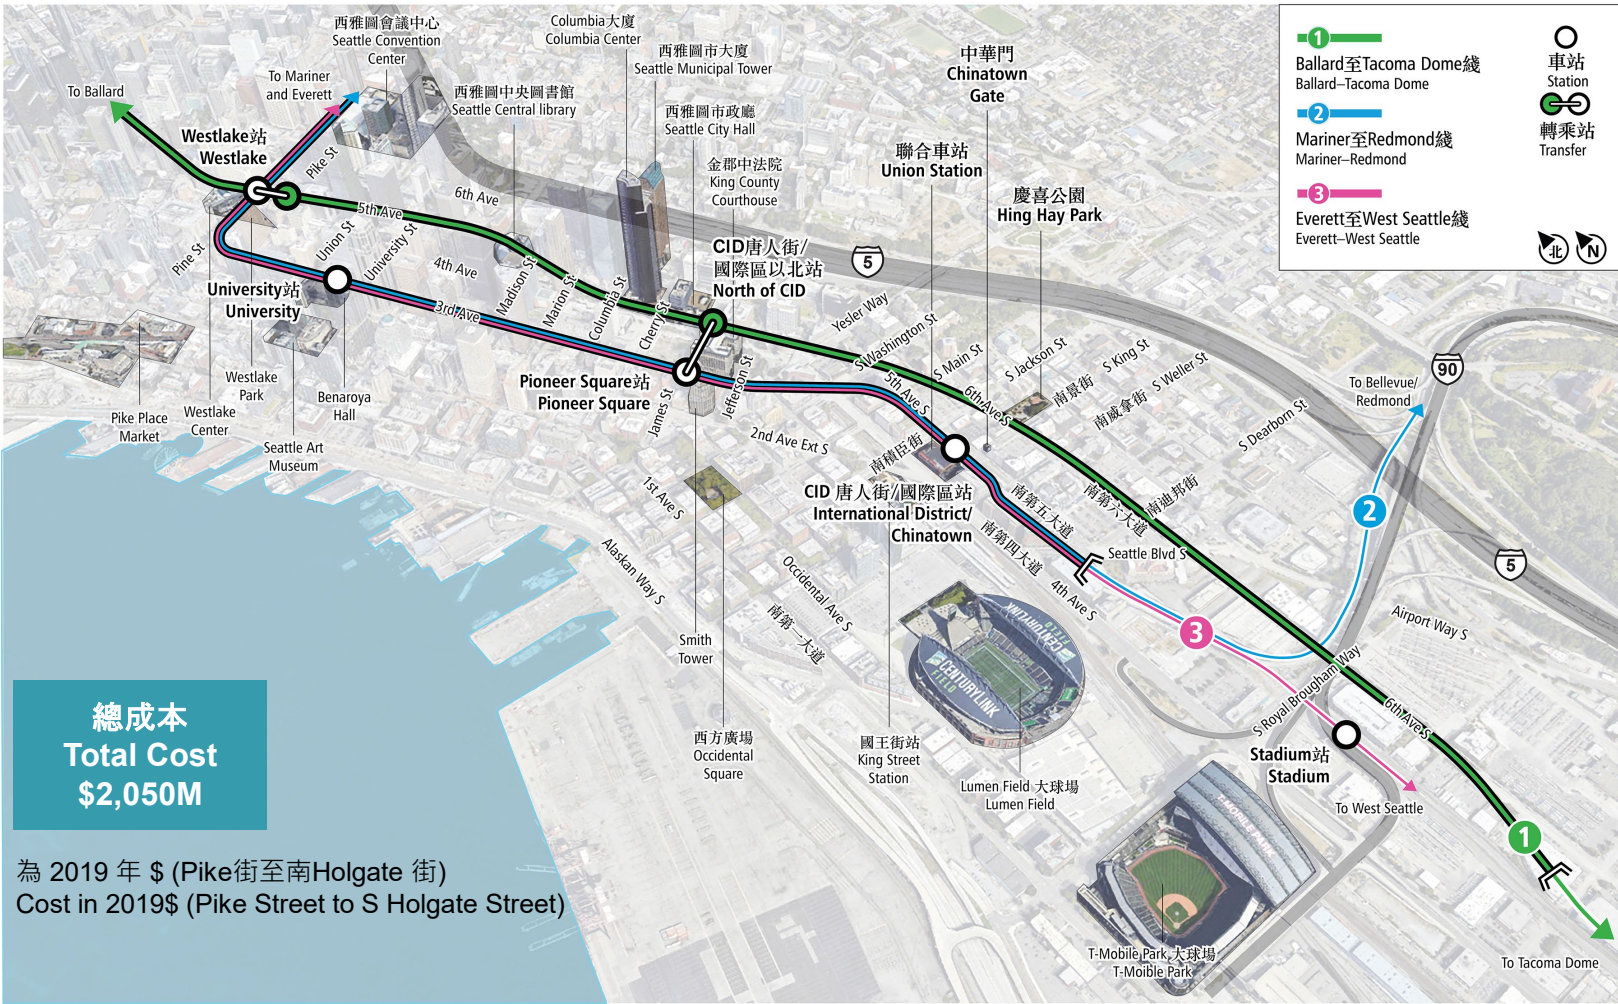 西雅圖會議中心
Seattle Convention
Center
Columbia大廈
Columbia Center
西雅圖市大廈
Seattle Municipal Tower
中華門
Chinatown
Gate
1
Ballard至Tacoma Dome綫
Ballard–Tacoma Dome
2
Mariner至Redmond綫
Mariner–Redmond
3
Everett至West Seattle綫
Everett–West Seattle
車站
Station
轉乘站
Transfer
北
N
To Ballard
To Mariner
and Everett
西雅圖中央圖書館
Seattle Central library
西雅圖市政廳
Seattle City Hall
金郡中法院
King County
Courthouse
聯合車站
Union Station
慶喜公園
Hing Hay Park
Westlake站
Westlake
Pike St
5th Ave
6th Ave
4th Ave
3rd Ave
Pine St
Union St
University St
Madison St
Marion St
Columbia St
Cherry St
CID唐人街/
國際區以北站
North of CID
5
University站
University
Yesler Way
S Washington St
S Main St
S Jackson St
S King St
S Weller St
南景街
南威拿街
S Dearborn St
90
To Bellevue/
Redmond
Pioneer Square站
Pioneer Square
James St
Jefferson St
5th Ave S
6th Ave S
2nd Ave Ext S
南積臣街
Westlake
Park
Benaroya
Hall
Pike Place
Market
Westlake
Center
Seattle Art
Museum
1st Ave S
CID 唐人街/國際區站
International District/
Chinatown
南第五大道
南第六大道
南迪邦街
南第四大道
Seattle Blvd S
4th Ave S
2
5
Alaskan Way S
Occidental Ave S
南第一大道
Airport Way S
Smith
Tower
3
CENTURYLINK
FIELD
CENTURYLINK
FIELD
S Royal Brougham Way
6th Ave S
西方廣場
Occidental
Square
國王街站
King Street
Station
Lumen Field 大球場
Lumen Field
Stadium站
Stadium
To West Seattle
T-MOBILE PARK
1
T-Mobile Park 大球場
T-Moible Park
To Tacoma Dome
總成本
Total Cost
$2,050M
為 2019 年 $ (Pike街至南Holgate 街)
Cost in 2019$ (Pike Street to S Holgate Street)